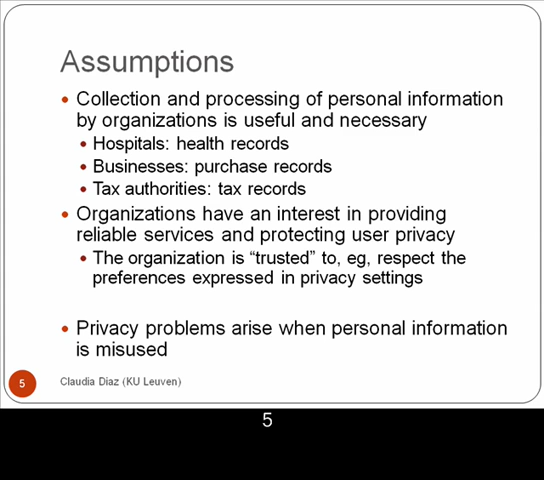 Assumptions
• Collection and processing of personal information
by organizations is useful and necessary
• Hospitals: health records
• Businesses: purchase records
• Tax authorities: tax records
• Organizations have an interest in providing
reliable services and protecting user privacy
• The organization is “trusted” to, eg, respect the
preferences expressed in privacy settings
• Privacy problems arise when personal information
is misused
5
Claudia Diaz (KU Leuven)
5